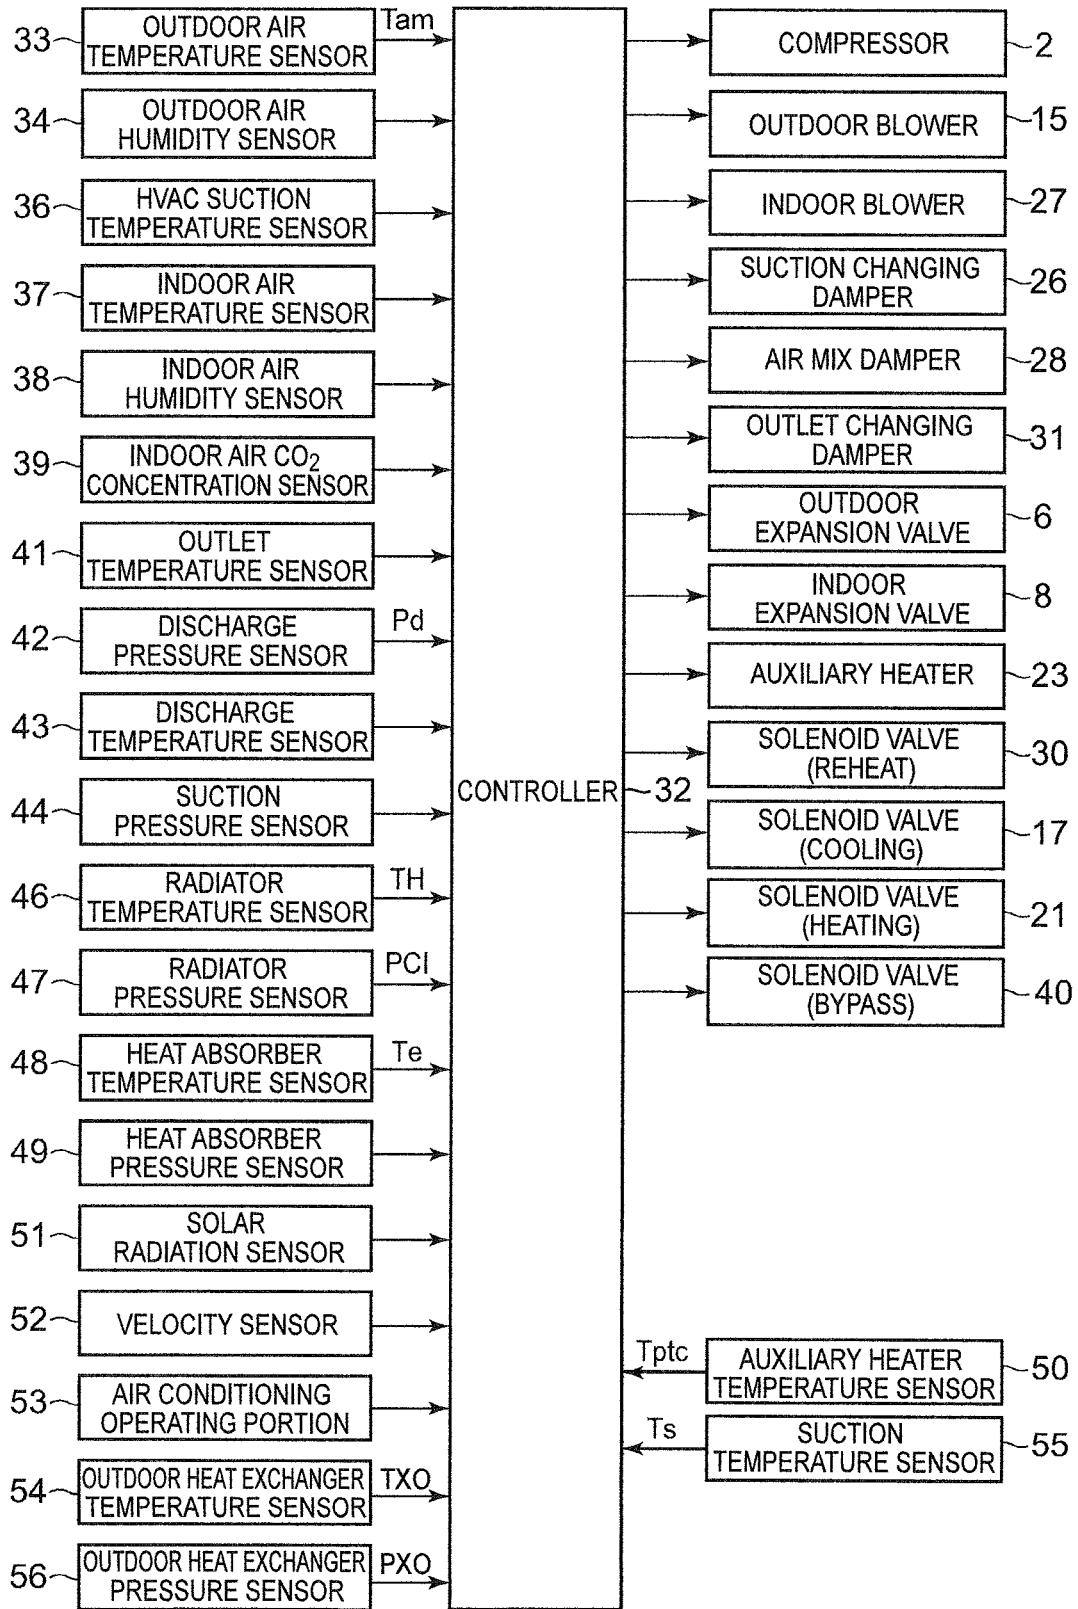 33
OUTDOOR AIR
TEMPERATURE SENSOR
Tam
34
OUTDOOR AIR
HUMIDITY SENSOR
36
HVAC SUCTION
TEMPERATURE SENSOR
37
INDOOR AIR
TEMPERATURE SENSOR
38
INDOOR AIR
HUMIDITY SENSOR
39
INDOOR AIR CO₂
CONCENTRATION SENSOR
41
OUTLET
TEMPERATURE SENSOR
42
DISCHARGE
PRESSURE SENSOR
Pd
43
DISCHARGE
TEMPERATURE SENSOR
44
SUCTION
PRESSURE SENSOR
46
RADIATOR
TEMPERATURE SENSOR
TH
47
RADIATOR
PRESSURE SENSOR
PCI
48
HEAT ABSORBER
TEMPERATURE SENSOR
Te
49
HEAT ABSORBER
PRESSURE SENSOR
51
SOLAR
RADIATION SENSOR
52
VELOCITY SENSOR
53
AIR CONDITIONING
OPERATING PORTION
54
OUTDOOR HEAT EXCHANGER
TEMPERATURE SENSOR
TXO
56
OUTDOOR HEAT EXCHANGER
PRESSURE SENSOR
PXO
CONTROLLER
32
COMPRESSOR
2
OUTDOOR BLOWER
15
INDOOR BLOWER
27
SUCTION CHANGING
DAMPER
26
AIR MIX DAMPER
28
OUTLET CHANGING
DAMPER
31
OUTDOOR
EXPANSION VALVE
6
INDOOR
EXPANSION VALVE
8
AUXILIARY HEATER
23
SOLENOID VALVE
(REHEAT)
30
SOLENOID VALVE
(COOLING)
17
SOLENOID VALVE
(HEATING)
21
SOLENOID VALVE
(BYPASS)
40
Tptc
AUXILIARY HEATER
TEMPERATURE SENSOR
50
Ts
SUCTION
TEMPERATURE SENSOR
55